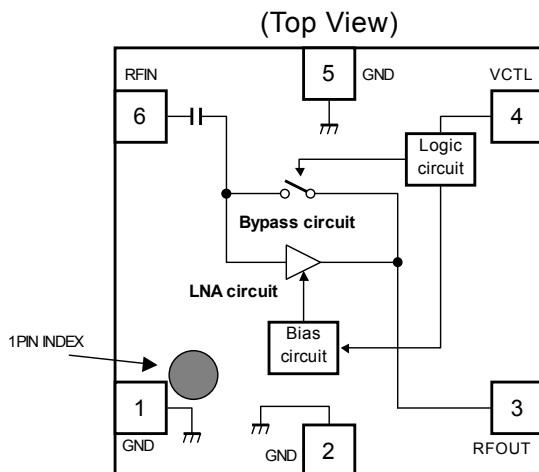 (Top View)
RFIN
5
GND
VCTL
6
4
Logic
circuit
Bypass circuit
LNA circuit
1PIN INDEX
Bias
circuit
1
GND
GND
2
3
RFOUT